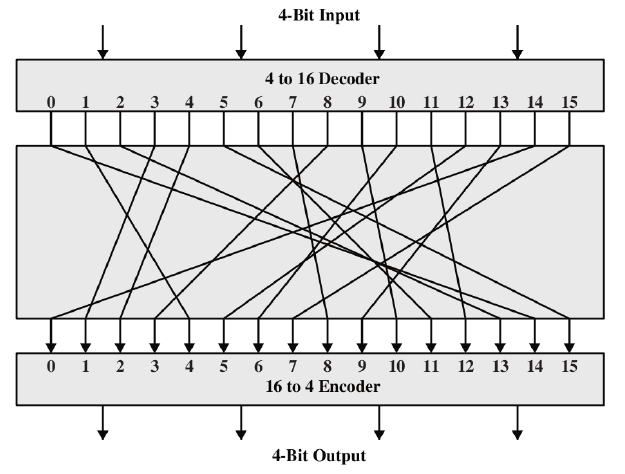 4-Bit Input
4 to 16 Decoder
0 1 2 3 4 5 6 7 8 9 10 11 12 13 14 15
0 1 2 3 4 5 6 7 8 9 10 11 12 13 14 15
16 to 4 Encoder
4-Bit Output